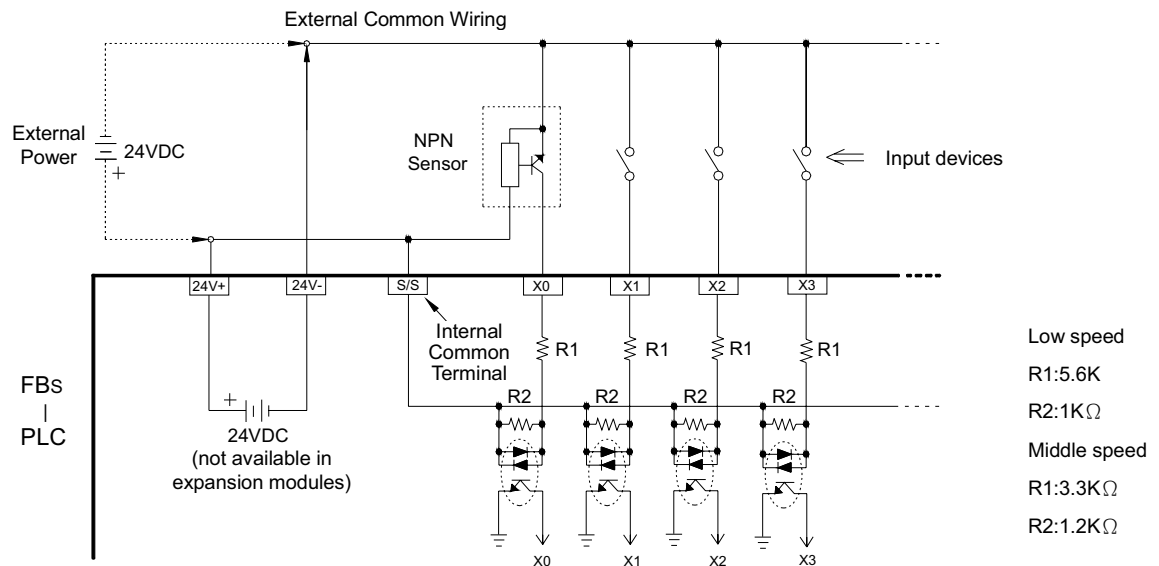 External Common Wiring
External
Power
24VDC
+
NPN
Sensor
Input devices
24V+
24V-
S/S
X0
X1
X2
X3
Internal
Common
Terminal
R1
R1
R1
R1
FBs
PLC
+
24VDC
(not available in
expansion modules)
R2
R2
R2
R2
X0
X1
X2
X3
Low speed
R1:5.6K
R2:1KΩ
Middle speed
R1:3.3KΩ
R2:1.2KΩ